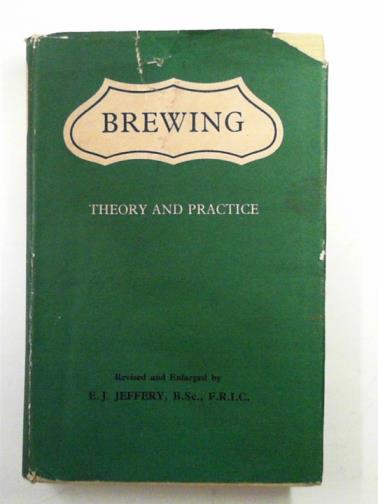 BREWING
THEORY AND PRACTICE
Revised and Enlarged by
E. J. JEFFERY, B.Sc., F.R.I.C.